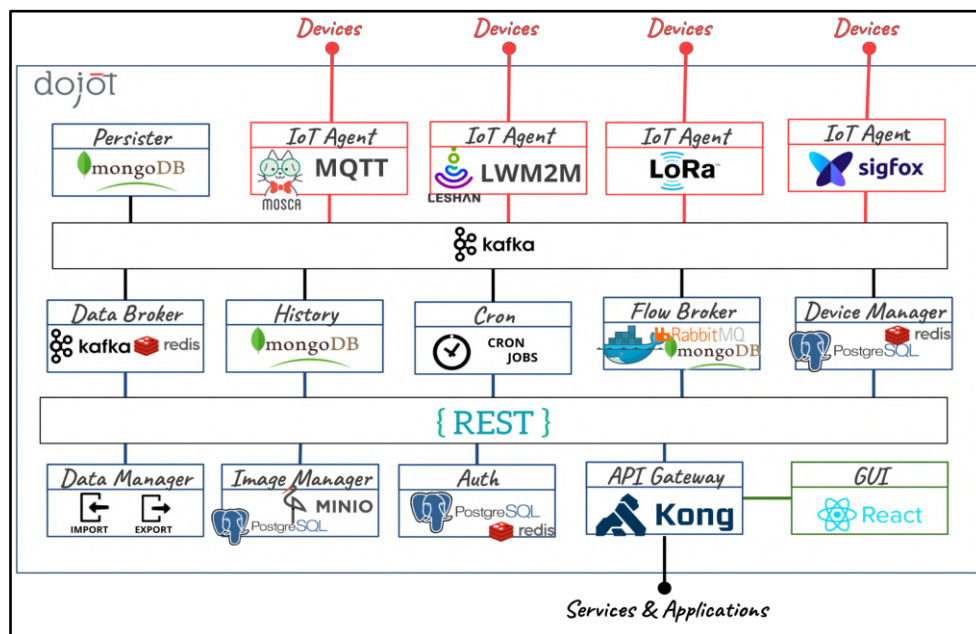 Devices Devices Devices Devices
dojot
Persister IoT Agent IoT Agent IoT Agent IoT Agent
mongoDB MQTT LWM2M LoRa™ sigfox
MOSCA LESHAN
kafka
Data Broker History Cron Flow Broker Device Manager
kafka redis mongoDB CRON JOBS RabbitMQ mongoDB redis PostgreSQL
{ REST }
Data Manager Image Manager Auth API Gateway GUI
IMPORT EXPORT PostgreSQL MINIO PostgreSQL redis Kong React
Services & Applications